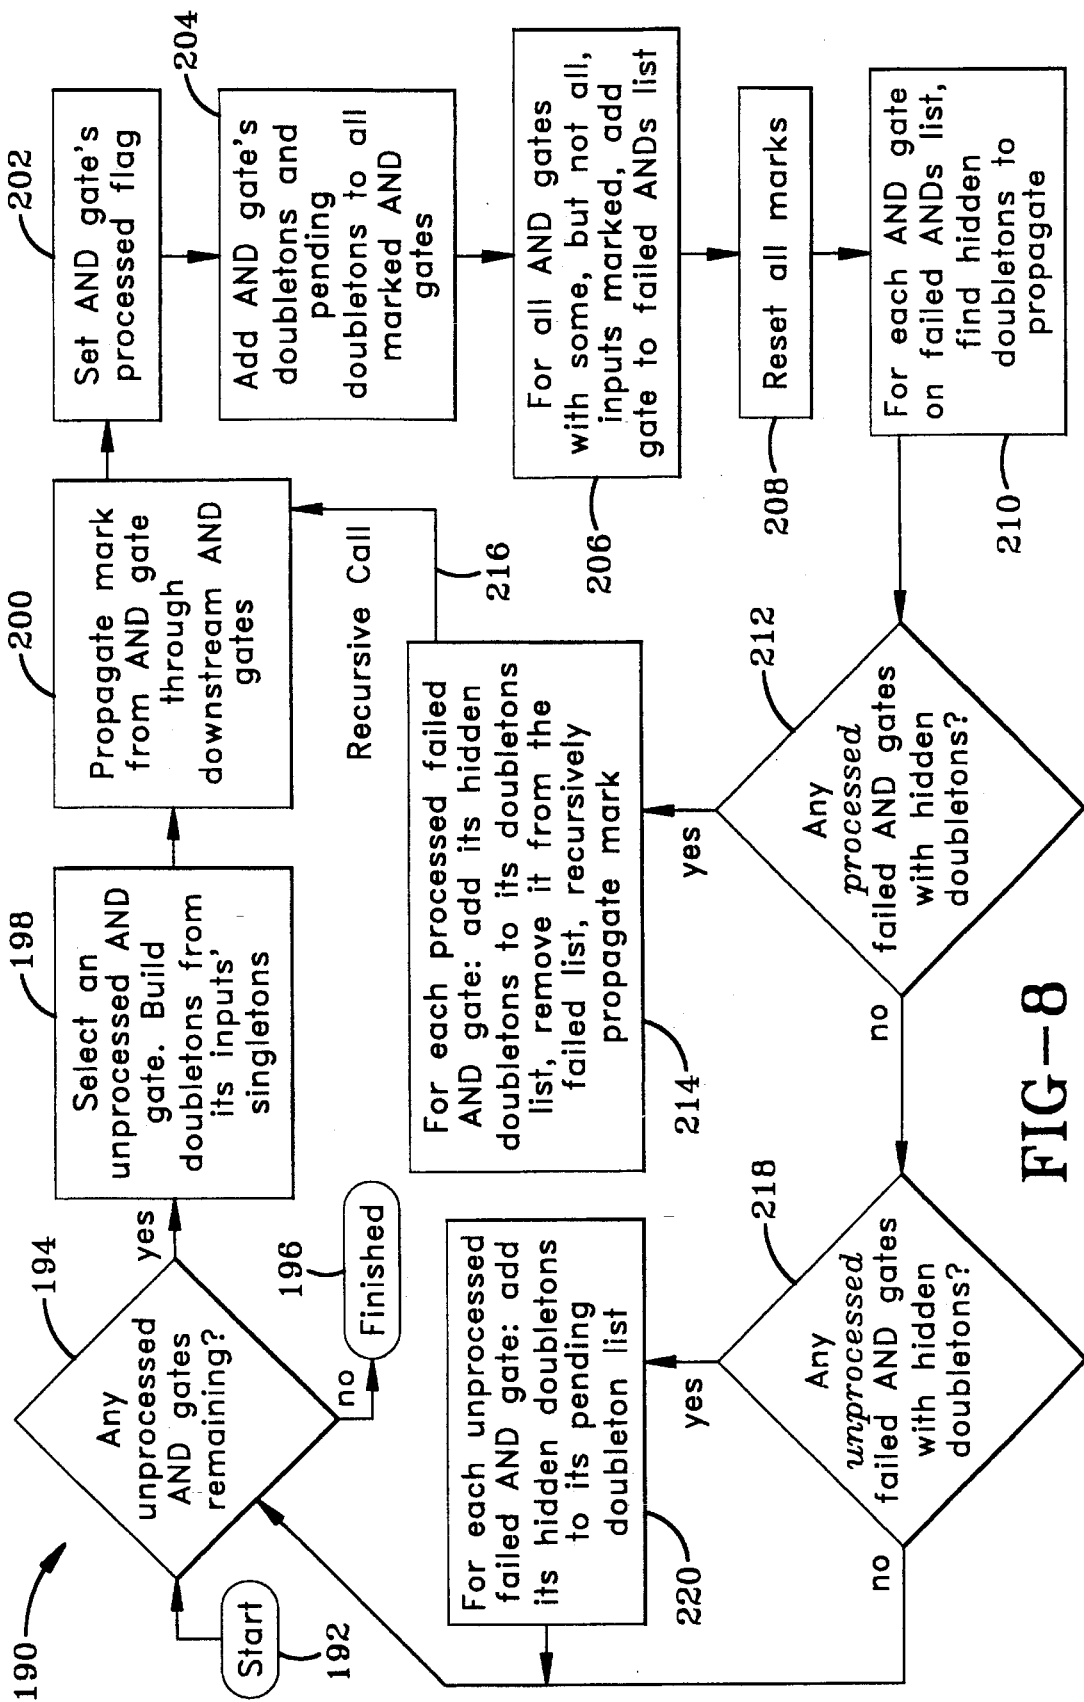 190
Start
192
Any
unprocessed
AND gates
remaining?
194
yes
no
Finished
196
Select an
unprocessed AND
gate. Build
doubletons from
its inputs'
singletons
198
Propagate mark
from AND gate
through
downstream AND
gates
200
Set AND gate's
processed flag
202
Add AND gate's
doubletons and
pending
doubletons to all
marked AND
gates
204
For all AND gates
with some, but not all,
inputs marked, add
gate to failed ANDs list
206
Reset all marks
208
For each AND gate
on failed ANDs list,
find hidden
doubletons to
propagate
210
Any
processed
failed AND gates
with hidden
doubletons?
212
yes
no
For each processed failed
AND gate: add its hidden
doubletons to its doubletons
list, remove it from the
failed list, recursively
propagate mark
214
Recursive Call
216
Any
unprocessed
failed AND gates
with hidden
doubletons?
218
yes
no
For each unprocessed
failed AND gate: add
its hidden doubletons
to its pending
doubleton list
220
FIG-8